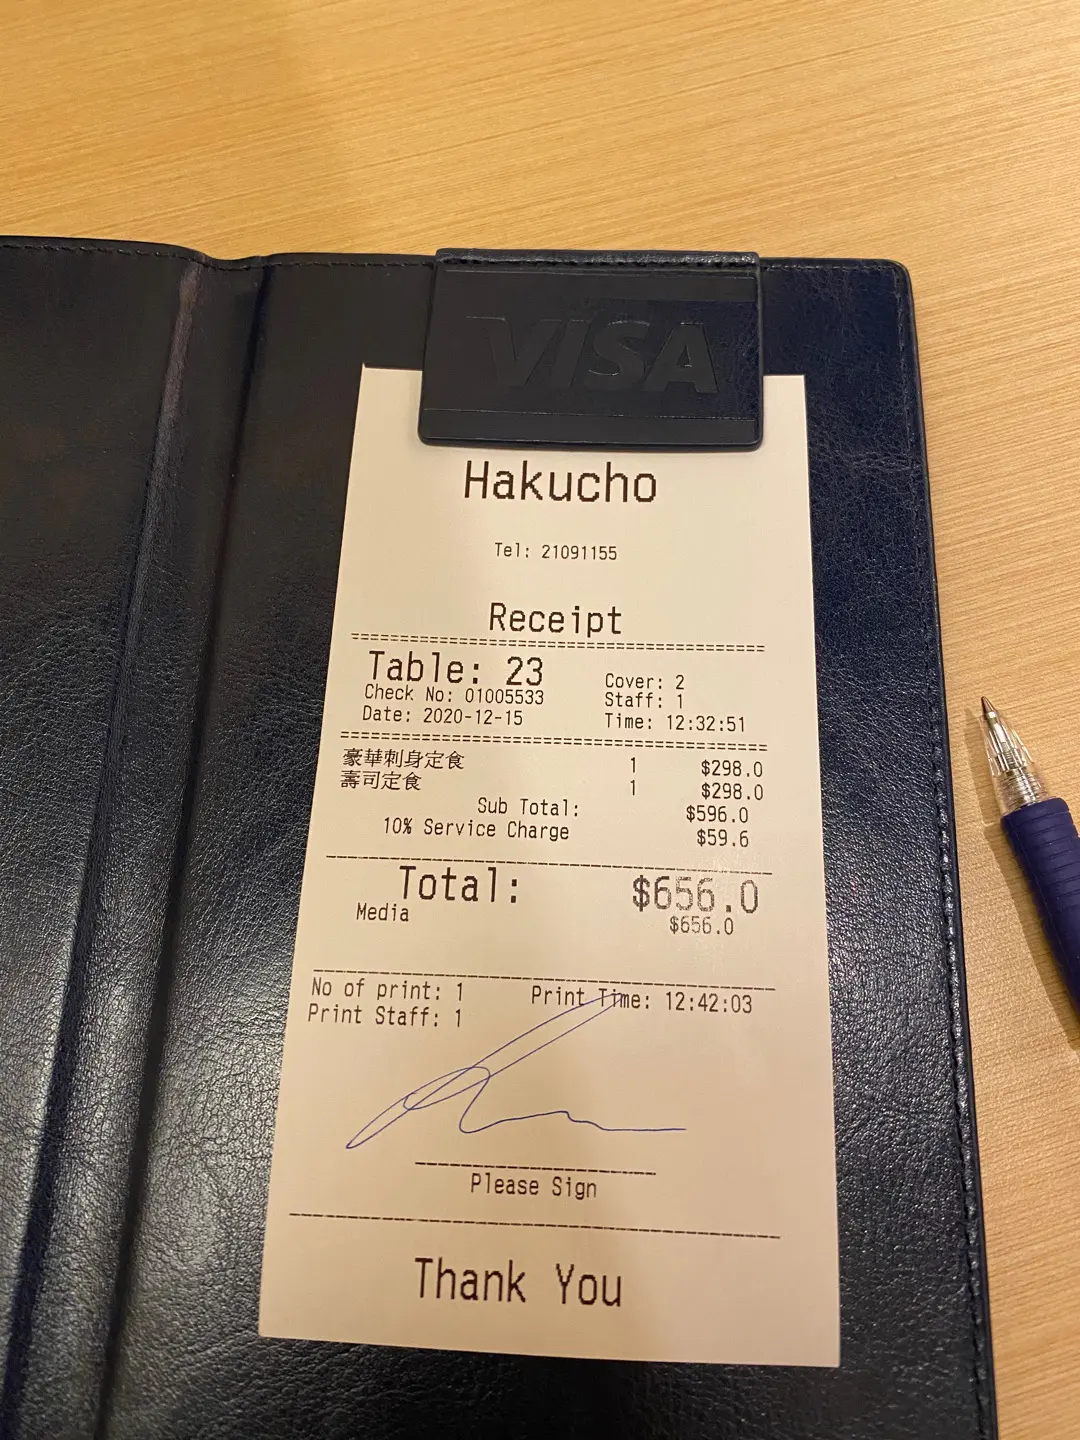 VISA
Hakucho
Tel: 21091155
Receipt
Table: 23 Cover: 2
Check No: 01005533 Staff: 1
Date: 2020-12-15 Time: 12:32:51
豪華刺身定食 1 $298.0
壽司定食 1 $298.0
Sub Total: $596.0
10% Service Charge $59.6
Total: $656.0
Media $656.0
No of print: 1 Print Time: 12:42:03
Print Staff: 1
Please Sign
Thank You